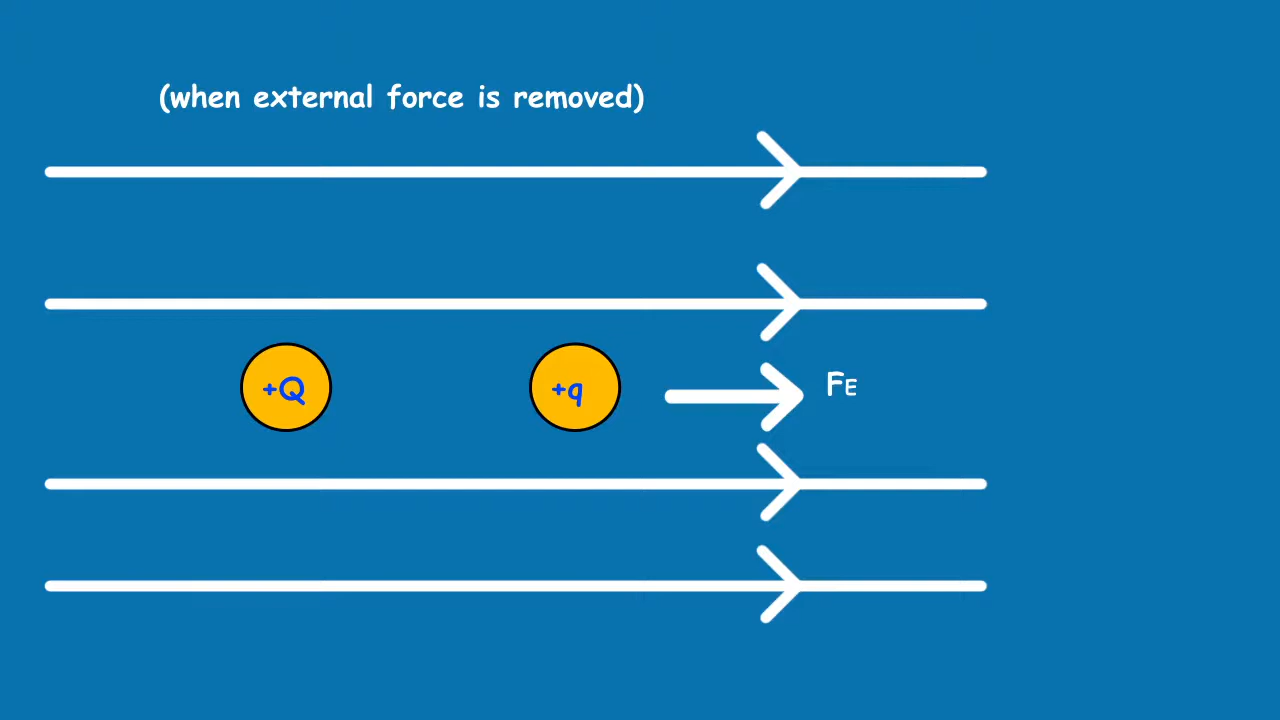 (when external force is removed)
+Q
+q
FE